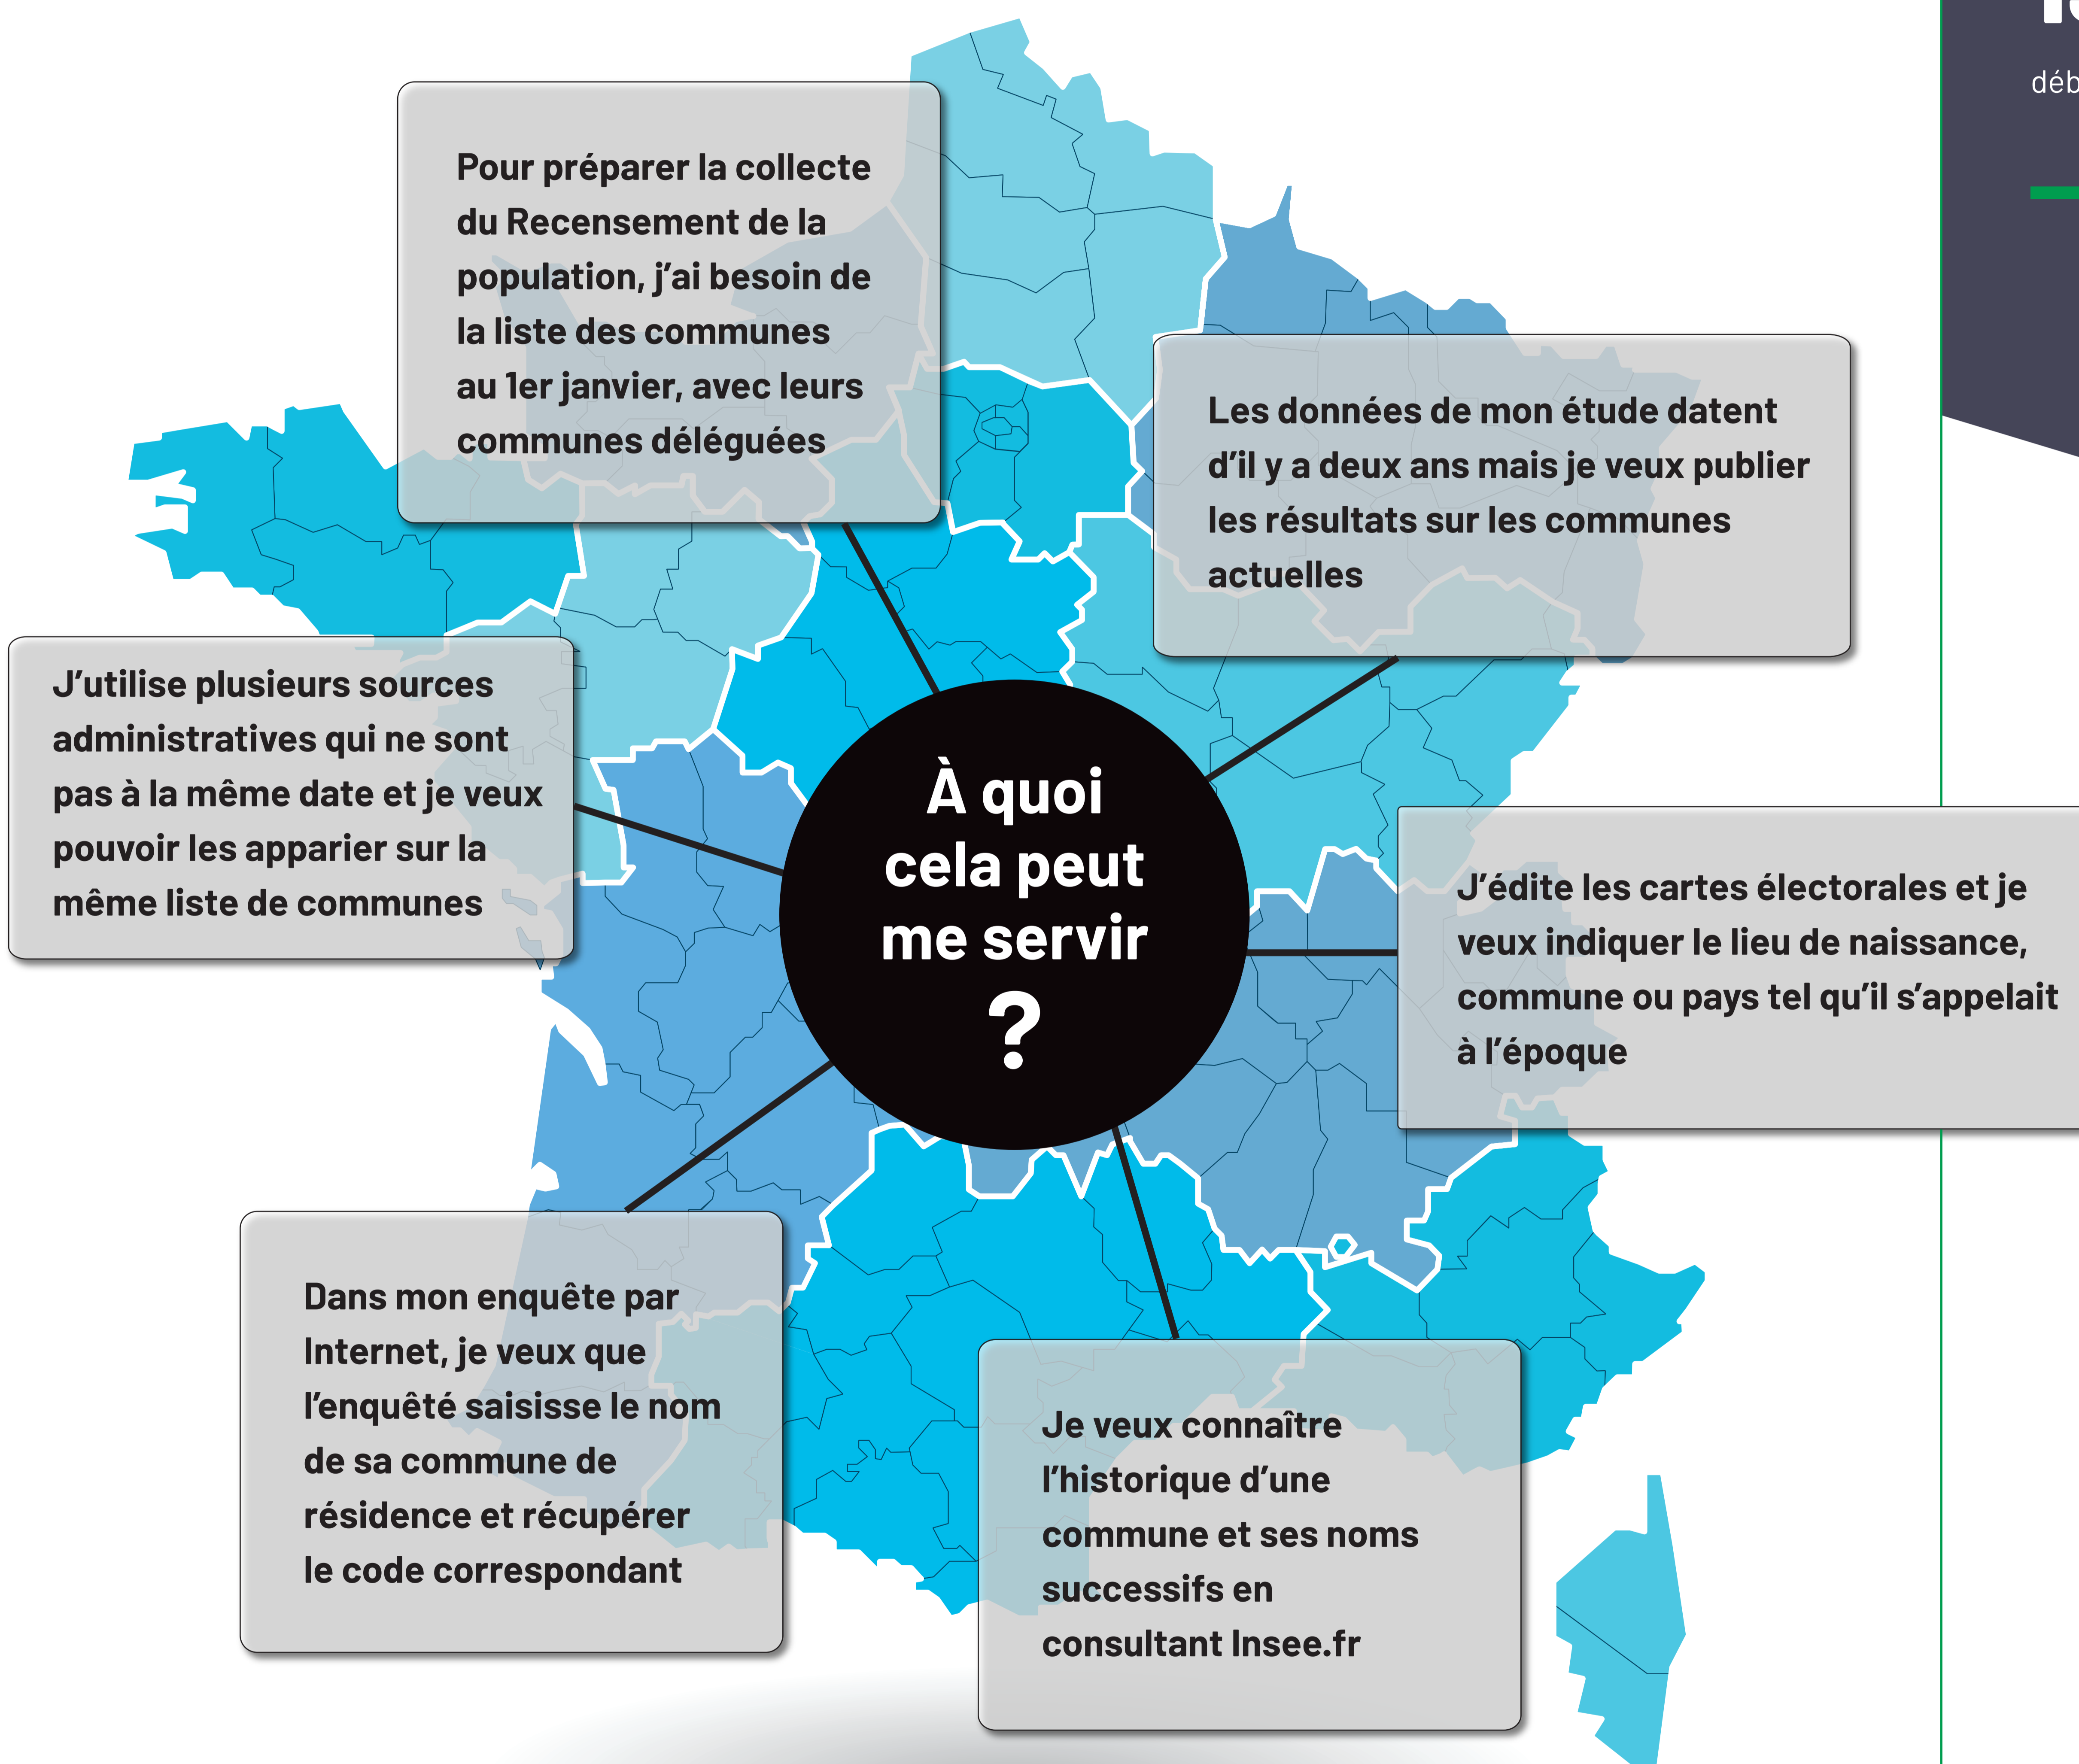 déb
Pour préparer la collecte
du Recensement de la
population, j’ai besoin de
la liste des communes
au 1er janvier, avec leurs
communes déléguées
Les données de mon étude datent
d’il y a deux ans mais je veux publier
les résultats sur les communes
actuelles
J’utilise plusieurs sources
administratives qui ne sont
pas à la même date et je veux
pouvoir les apparier sur la
même liste de communes
À quoi
cela peut
me servir
?
J’édite les cartes électorales et je
veux indiquer le lieu de naissance,
commune ou pays tel qu’il s’appelait
à l’époque
Dans mon enquête par
Internet, je veux que
l’enquêté saisisse le nom
de sa commune de
résidence et récupérer
le code correspondant
Je veux connaître
l’historique d’une
commune et ses noms
successifs en
consultant Insee.fr